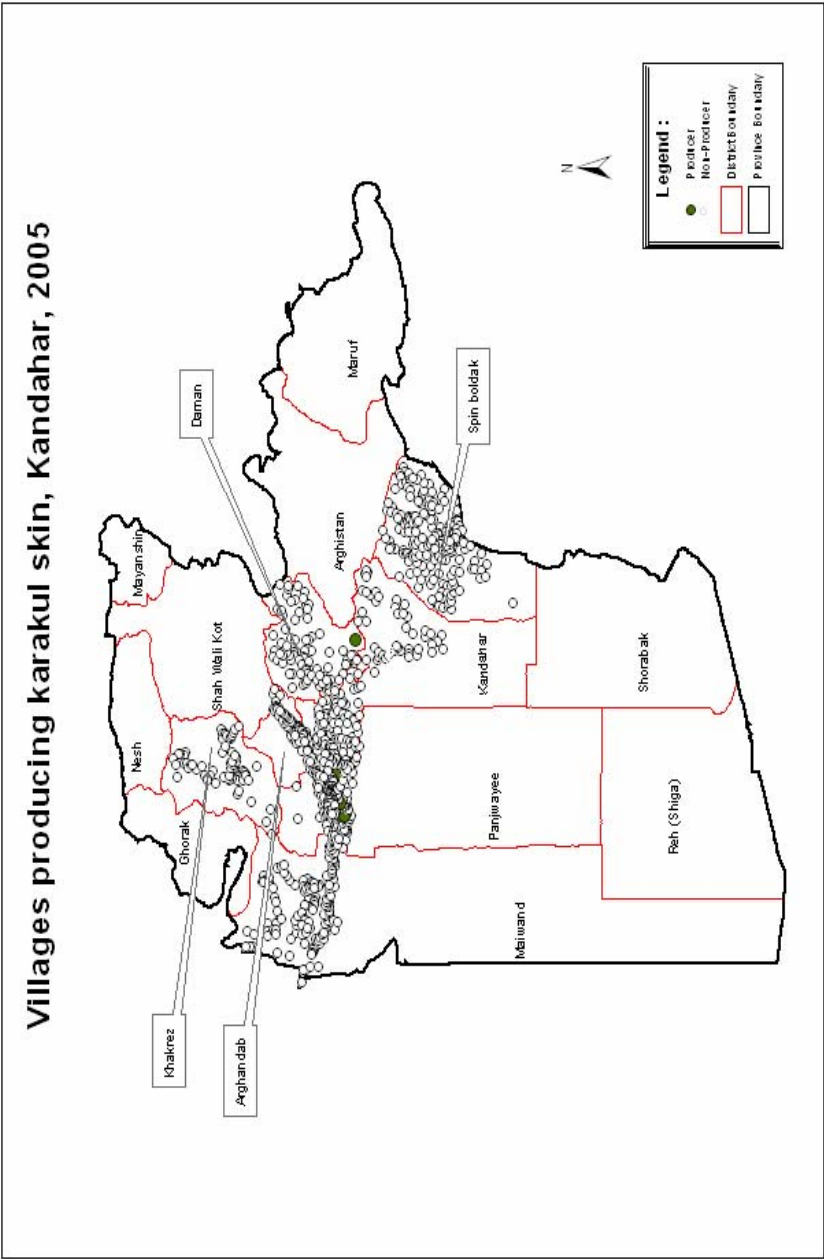 Villages producing karakul skin, Kandahar, 2005
Khakrez
Arghandab
Daman
Spin boldak
Mayanshin
Nesh
Shah Wali Kot
Ghorak
Maruf
Arghistan
Kandahar
Panjwayee
Maiwand
Shorabak
Reh (Shiga)
N
Legend :
Producer
Non-Producer
District Boundary
Province Boundary